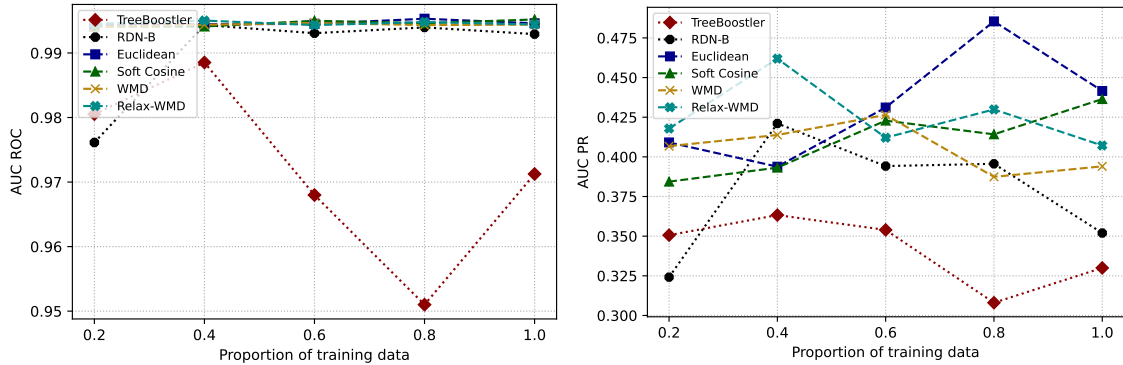 TreeBoostler
RDN-B
Euclidean
Soft Cosine
WMD
Relax-WMD
0.99
0.98
0.97
0.96
0.95
AUC ROC
0.2 0.4 0.6 0.8 1.0
Proportion of training data
TreeBoostler
RDN-B
Euclidean
Soft Cosine
WMD
Relax-WMD
0.475
0.450
0.425
0.400
0.375
0.350
0.325
0.300
AUC PR
0.2 0.4 0.6 0.8 1.0
Proportion of training data